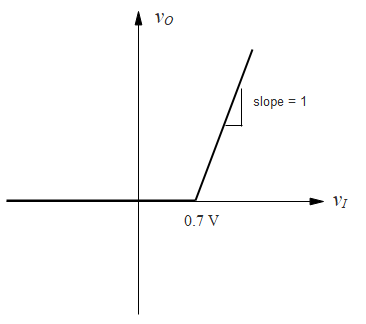 vO
slope = 1
vI
0.7 V